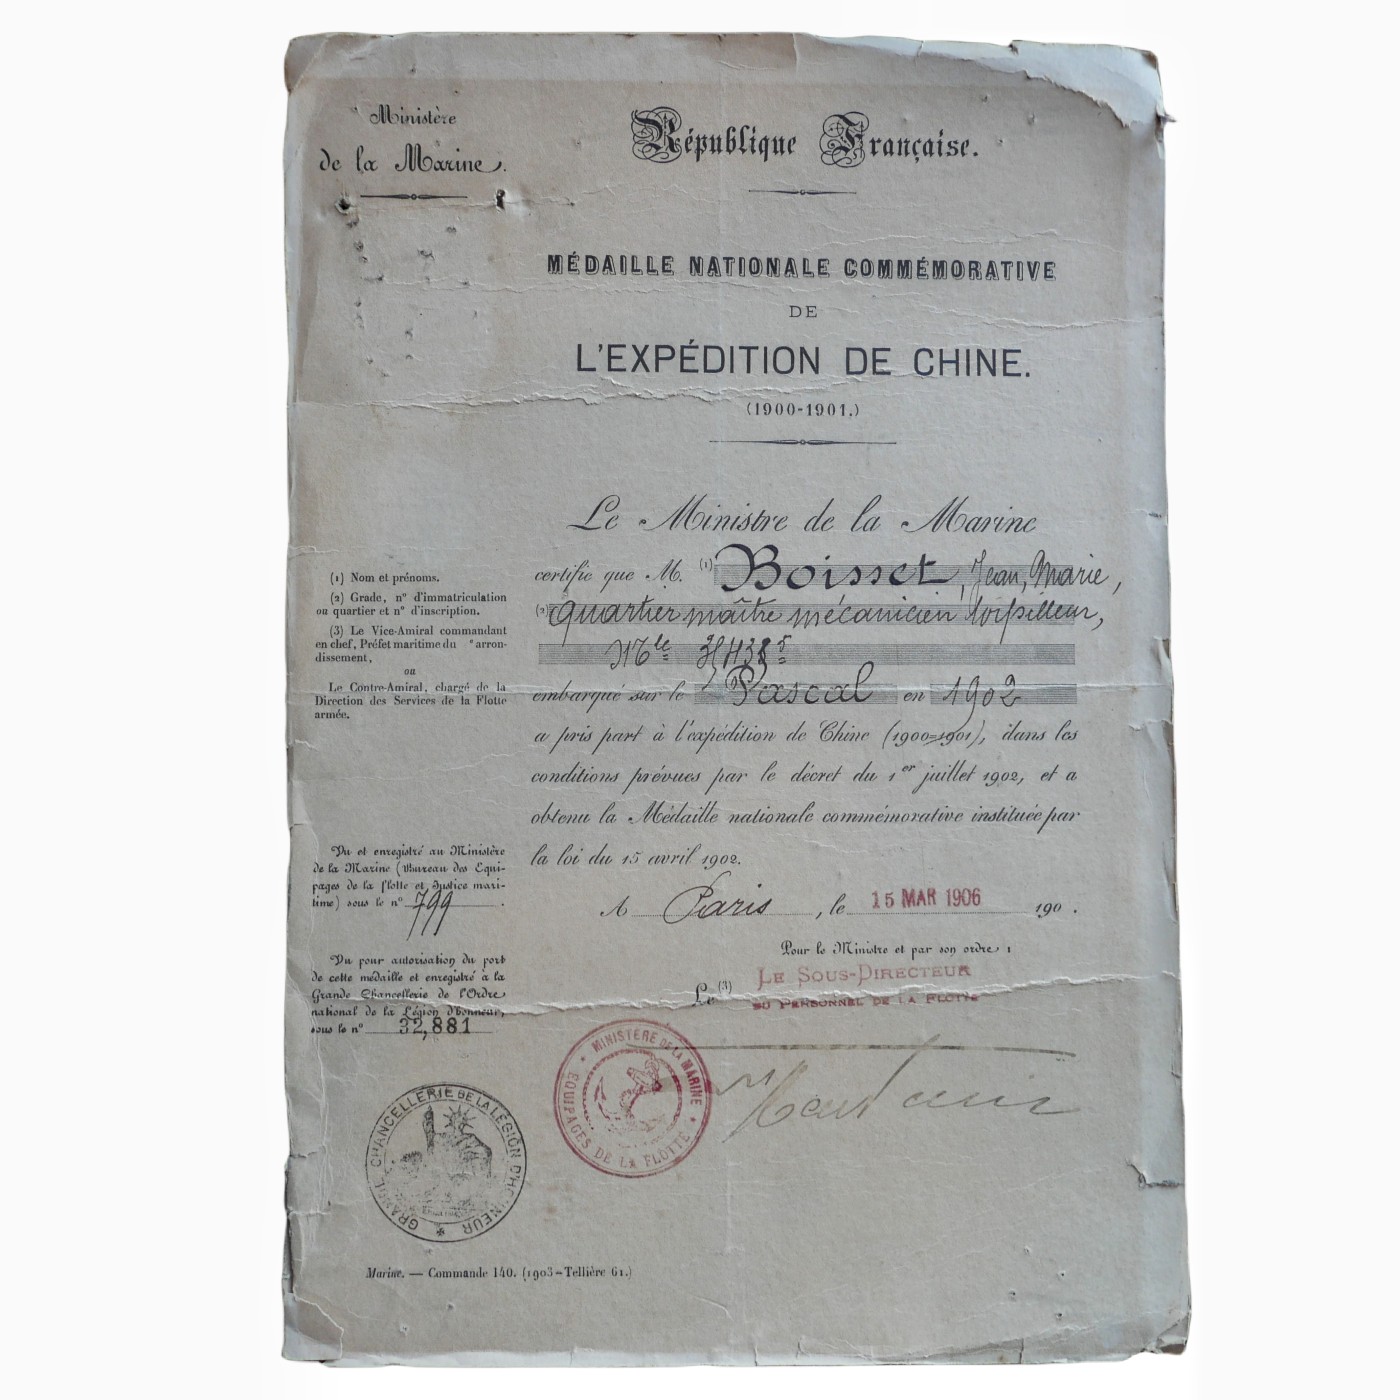 Ministère
de la Marine.
République Française.
MÉDAILLE NATIONALE COMMÉMORATIVE
DE
L'EXPÉDITION DE CHINE.
(1900-1901.)
Le Ministre de la Marine
certifie que M. (1) Boisset, Jean, Marie,
(2) quartier maître mécanicien torpilleur,
Mle
embarqué sur le Pascal en 1902
a pris part à l'expédition de Chine (1900-1901), dans les
conditions prévues par le décret du 1er juillet 1902, et a
obtenu la Médaille nationale commémorative instituée par
la loi du 15 avril 1902.
A Paris, le 15 MAR 1906 190 .
Pour le Ministre et par son ordre :
Le (3) LE SOUS-DIRECTEUR
DU PERSONNEL DE LA FLOTTE
(1) Nom et prénoms.
(2) Grade, n° d'immatriculation
ou quartier et n° d'inscription.
(3) Le Vice-Amiral commandant
en chef, Préfet maritime du e arron-
dissement,
ou
Le Contre-Amiral, chargé de la
Direction des Services de la Flotte
armée.
Vu et enregistré au Ministère
de la Marine (Bureau des Equi-
pages de la flotte et Justice mari-
time) sous le n° 799.
Vu pour autorisation du port
de cette médaille et enregistré à la
Grande Chancellerie de l'Ordre
national de la Légion d'honneur,
sous le n° 32,881
MINISTÈRE DE LA MARINE
ÉQUIPAGES DE LA FLOTTE
GRANDE CHANCELLERIE DE LA LÉGION D'HONNEUR
Marine. — Commande 140. (1903-Tellière 61.)